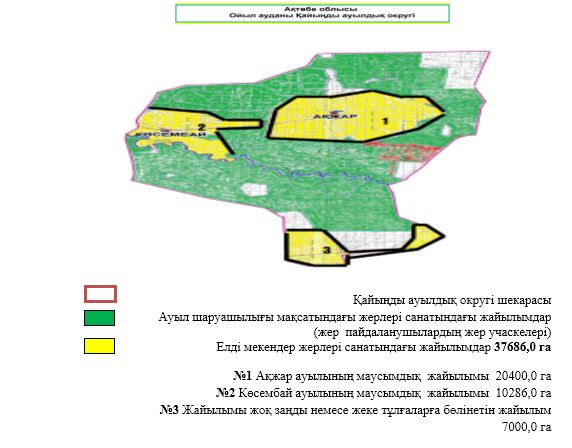 Ақтөбе облысы
Ойыл ауданы Қайыңды ауылдық округі
АҚЖАР
1
2
КӨСЕМБАЙ
3
Қайыңды ауылдық округі шекарасы
Ауыл шаруашылығы мақсатындағы жерлері санатындағы жайылымдар
(жер пайдаланушылардың жер учаскелері)
Елді мекендер жерлері санатындағы жайылымдар 37686,0 га
№1 Ақжар ауылының маусымдық жайылымы 20400,0 га
№2 Көсембай ауылының маусымдық жайылымы 10286,0 га
№3 Жайылымы жоқ заңды немесе жеке тұлғаларға бөлінетін жайылым
7000,0 га